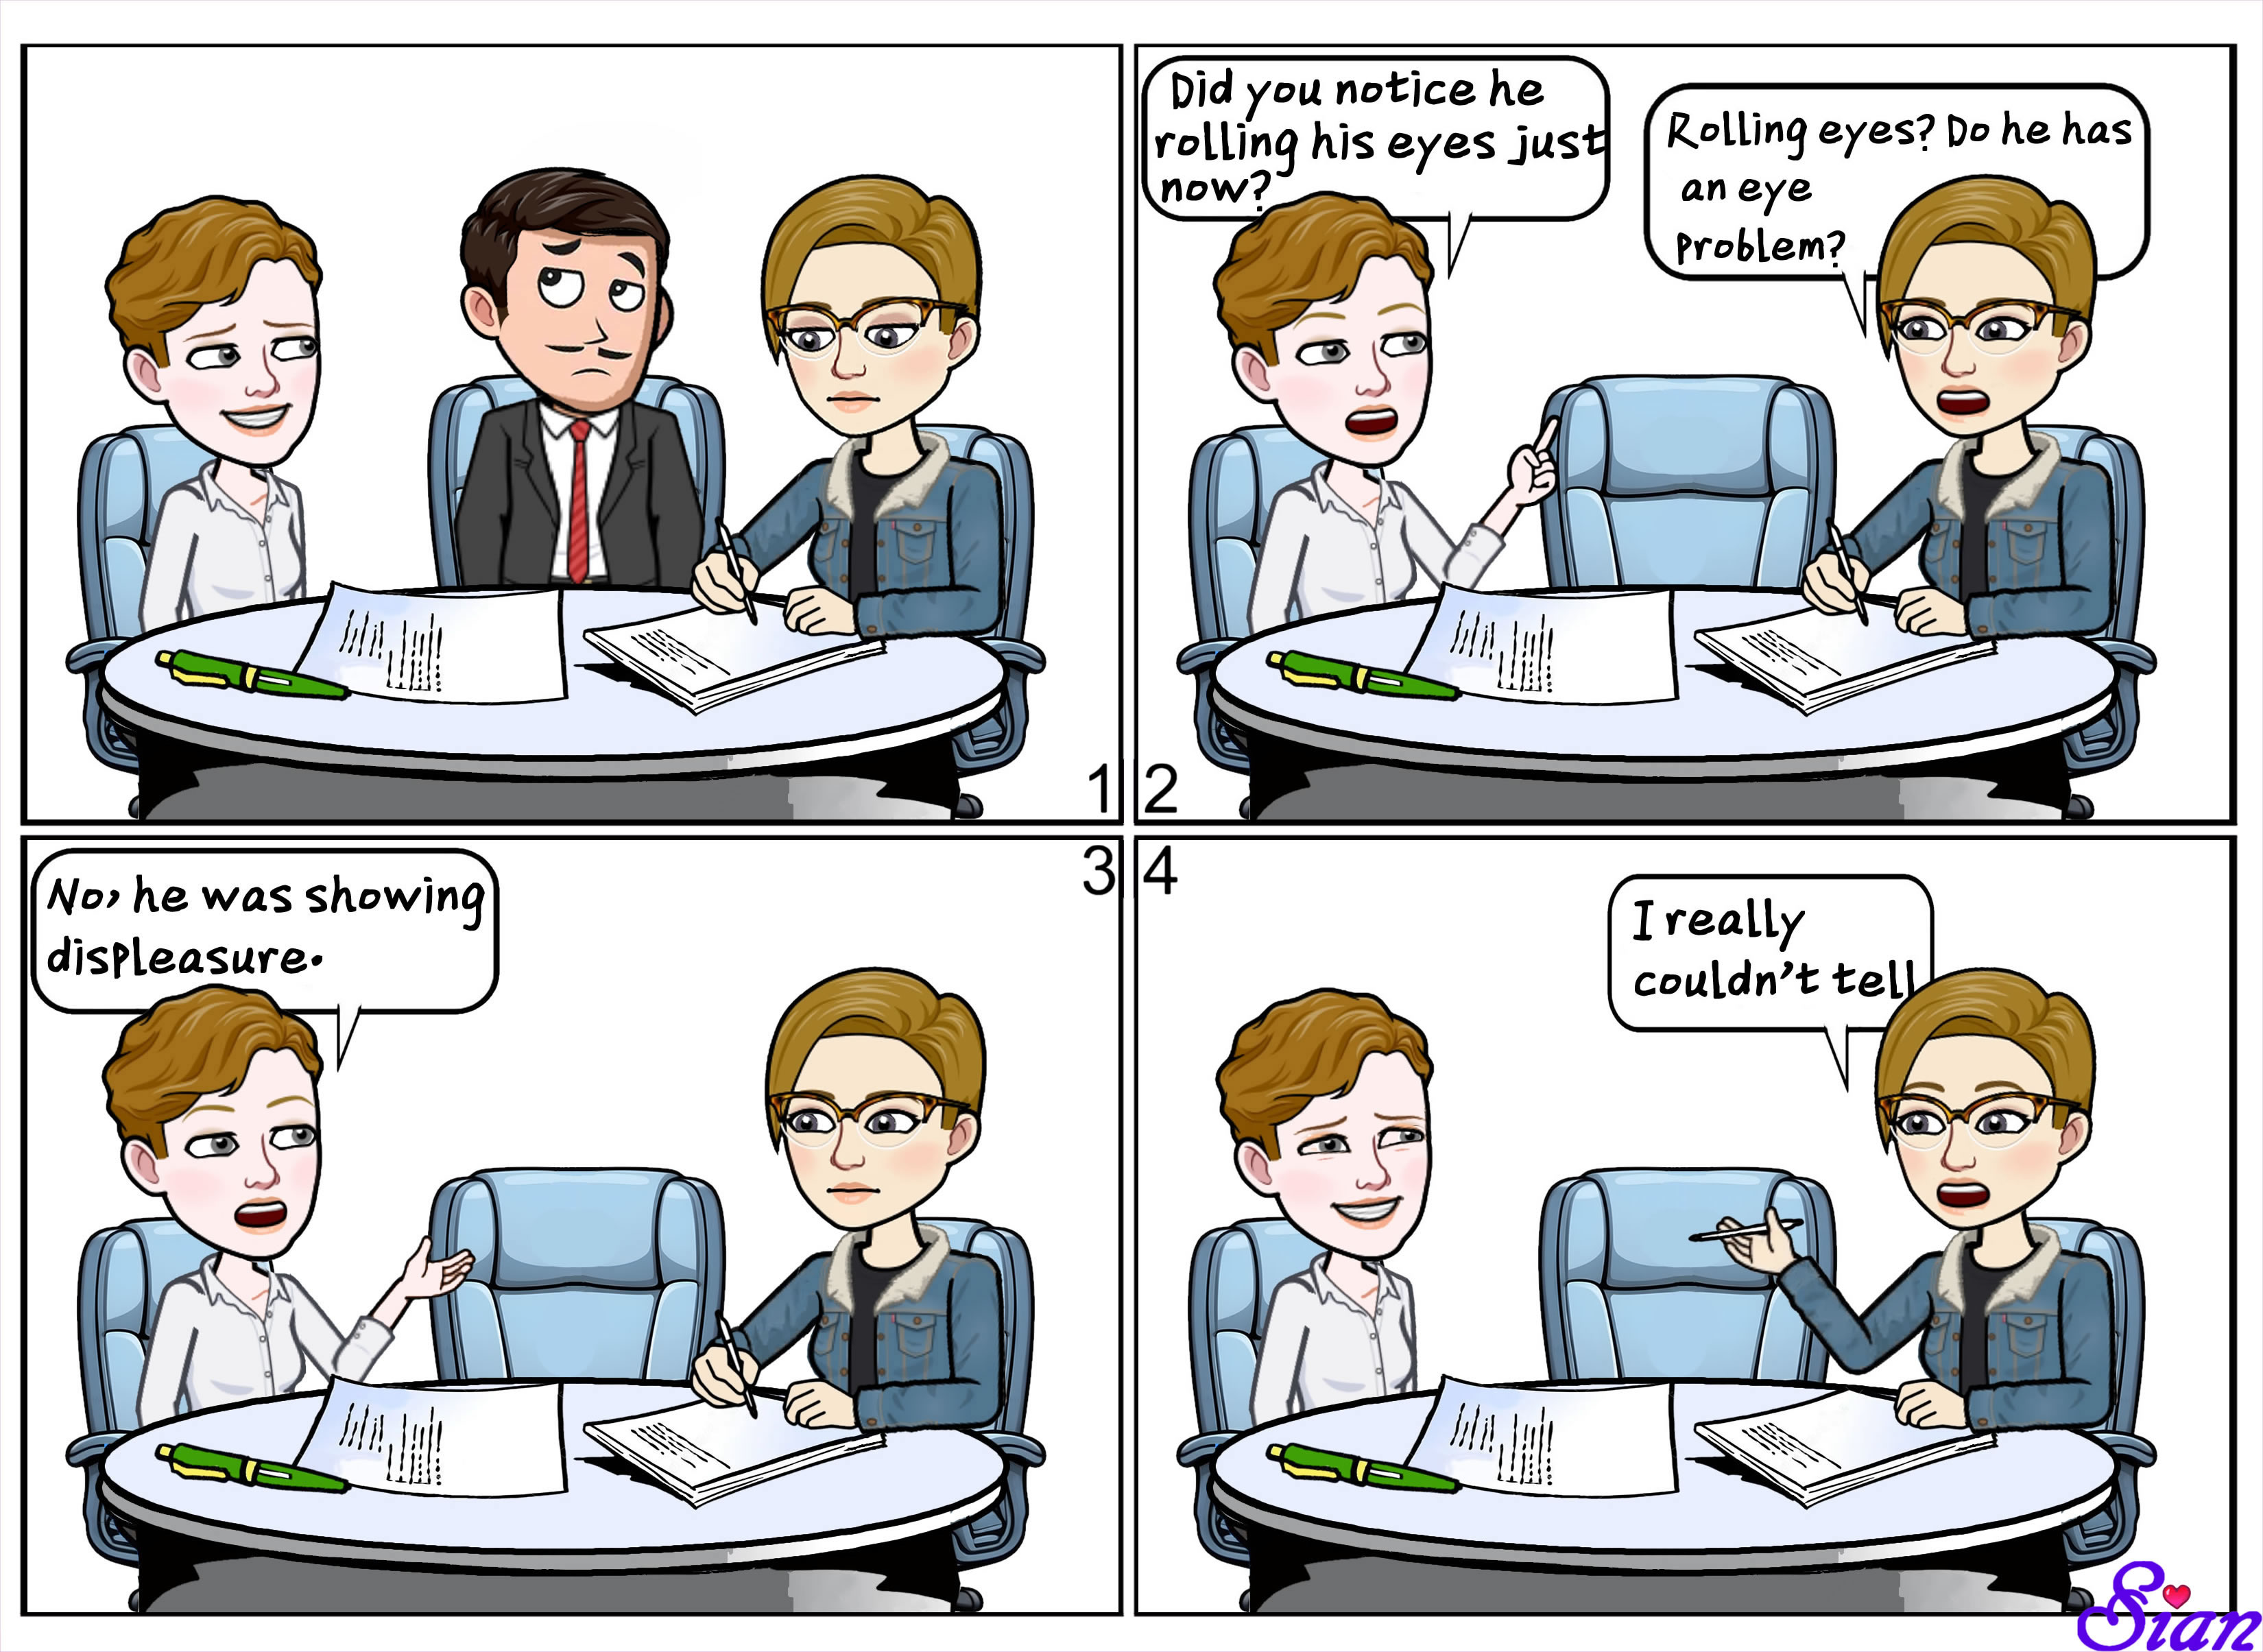 Did you notice he
rolling his eyes just
now?
Rolling eyes? Do he has
an eye
problem?
1
2
No, he was showing
displeasure.
3
4
I really
couldn't tell
Sian